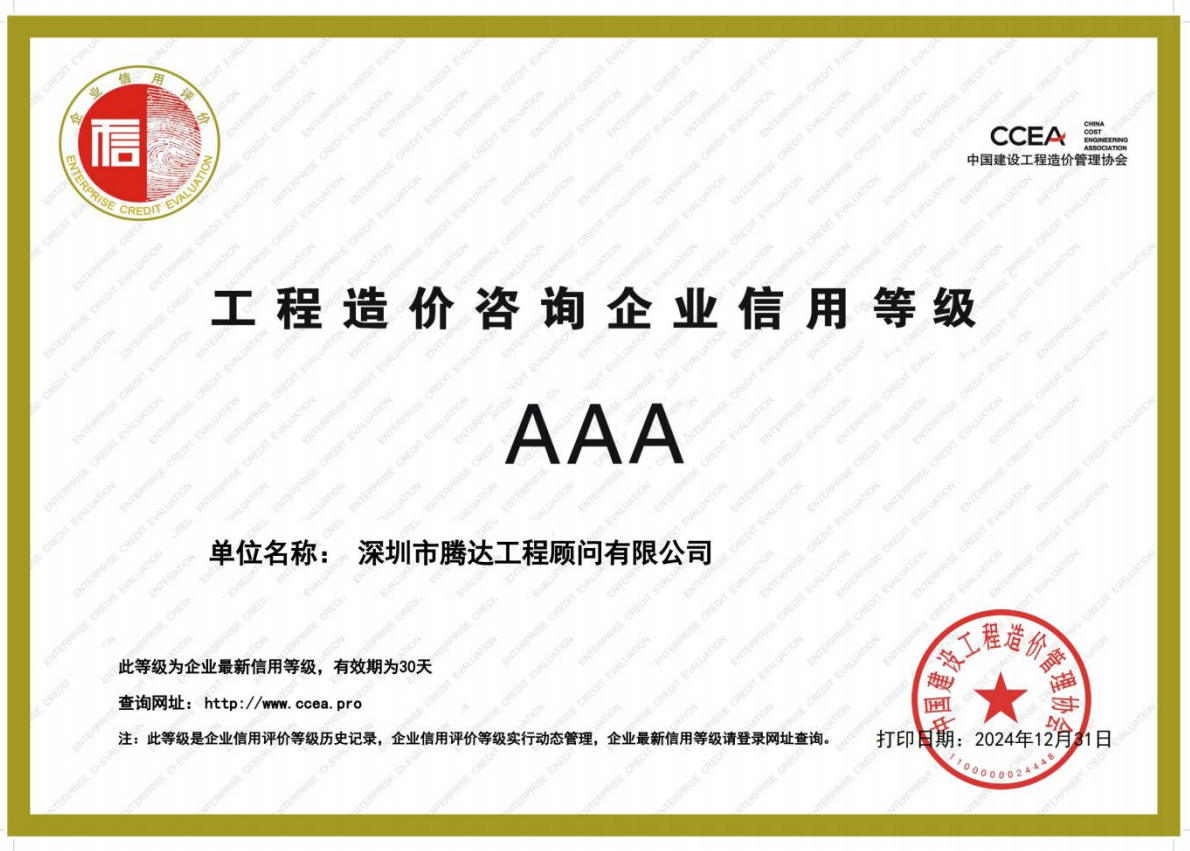 企业信用评价
信
ENTERPRISE CREDIT EVALUATION
CCEA
CHINA
COST
ENGINEERING
ASSOCIATION
中国建设工程造价管理协会
工程造价咨询企业信用等级
AAA
单位名称： 深圳市腾达工程顾问有限公司
此等级为企业最新信用等级，有效期为30天
查询网址：http://www.ccea.pro
注：此等级是企业信用评价等级历史记录，企业信用评价等级实行动态管理，企业最新信用等级请登录网址查询。
打印日期：2024年12月31日
中国建设工程造价管理协会
1100000024448